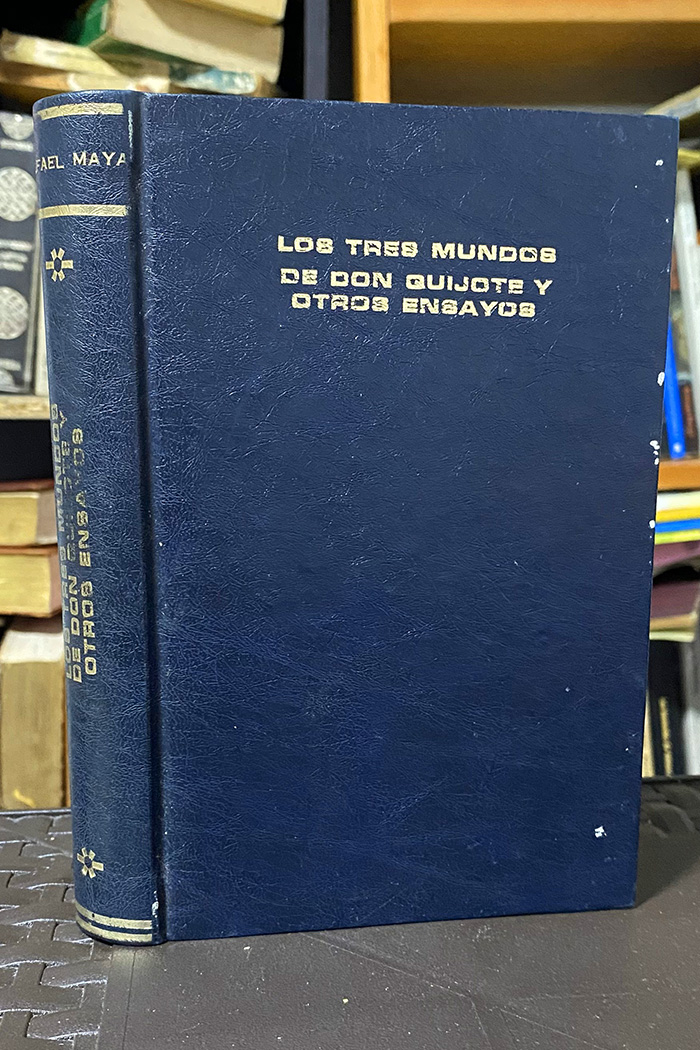 FAEL MAYA
LOS TRES MUNDOS
DE DON QUIJOTE Y
OTROS ENSAYOS
LOS TRES MUNDOS
DE DON QUIJOTE Y
OTROS ENSAYOS